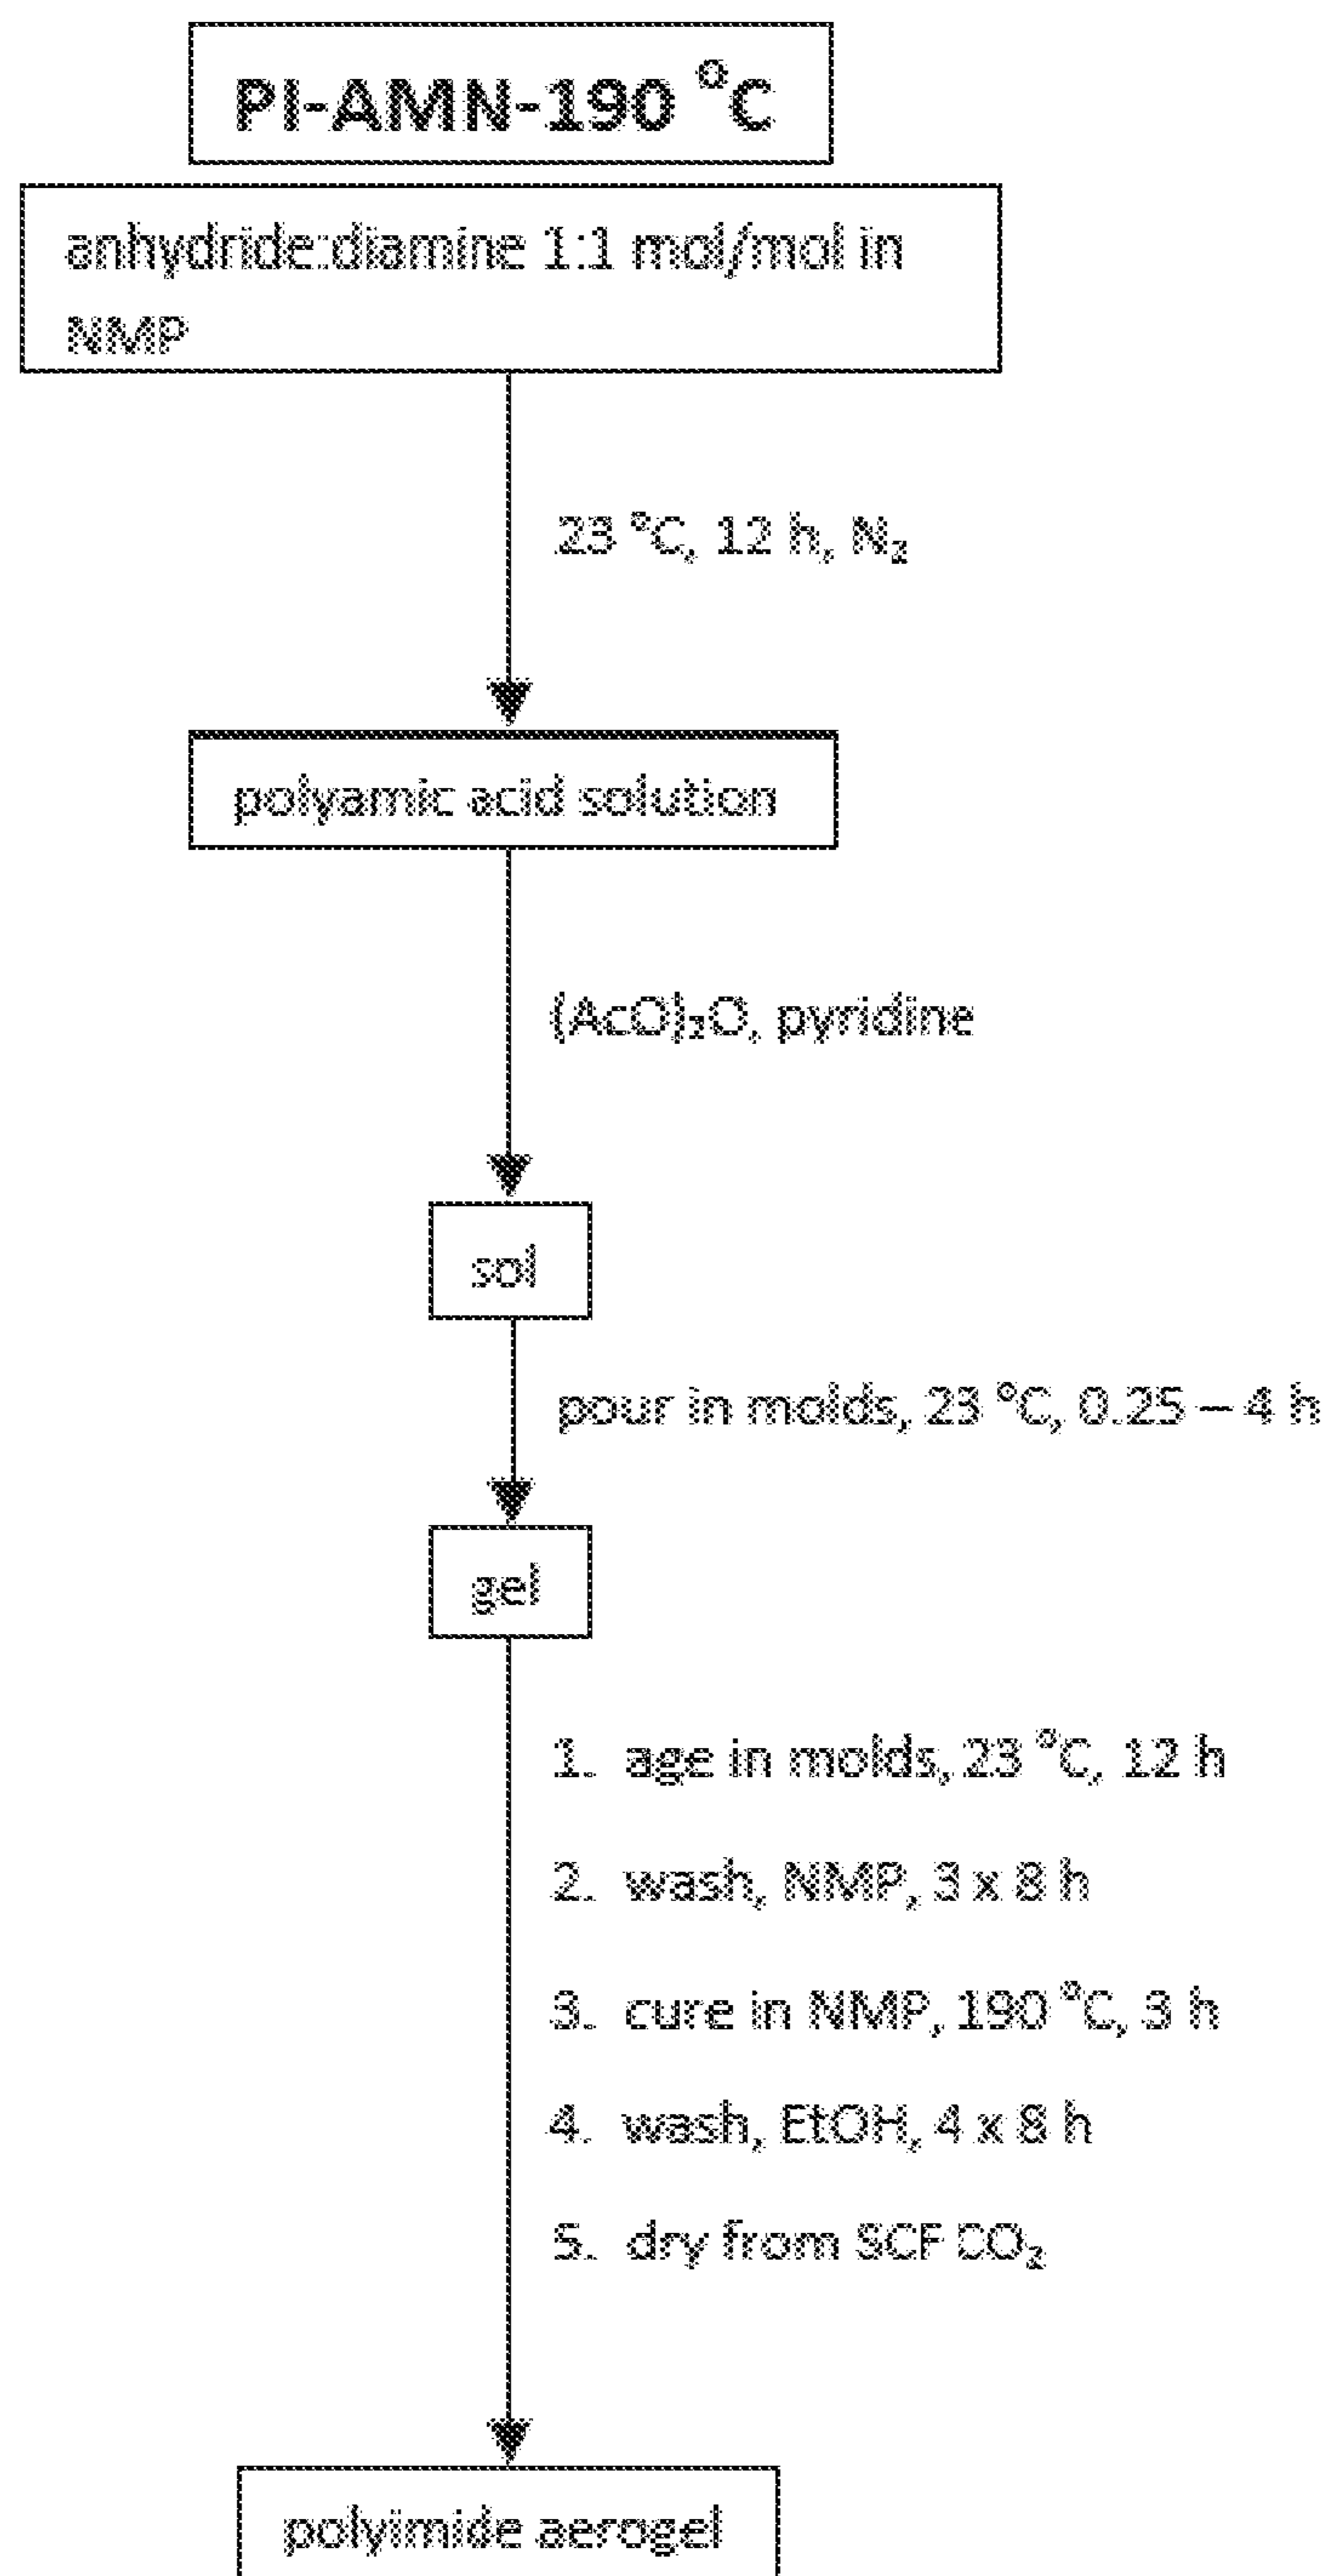 PI-AMN-190 °C
anhydride:diamine 1:1 mol/mol in
NMP
23 °C, 12 h, N₂
polyamic acid solution
(AcO)₂O, pyridine
sol
pour in molds, 23 °C, 0.25 – 4 h
gel
1. age in molds, 23 °C, 12 h
2. wash, NMP, 3 x 8 h
3. cure in NMP, 190 °C, 3 h
4. wash, EtOH, 4 x 8 h
5. dry from SCF CO₂
polyimide aerogel